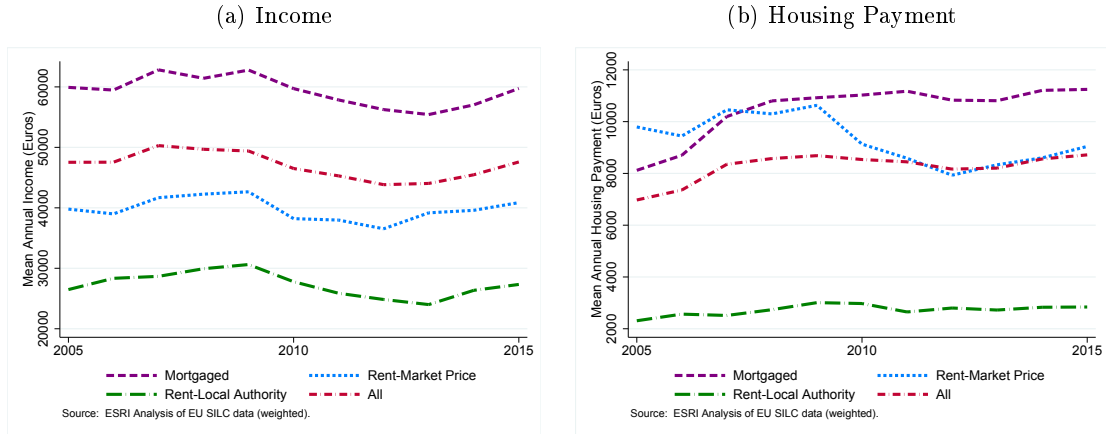 (a) Income
Mean Annual Income (Euros)
60000
50000
40000
30000
20000
2005 2010 2015
Mortgaged Rent-Market Price
Rent-Local Authority All
Source: ESRI Analysis of EU SILC data (weighted).
(b) Housing Payment
Mean Annual Housing Payment (Euros)
12000
10000
8000
6000
4000
2000
2005 2010 2015
Mortgaged Rent-Market Price
Rent-Local Authority All
Source: ESRI Analysis of EU SILC data (weighted).